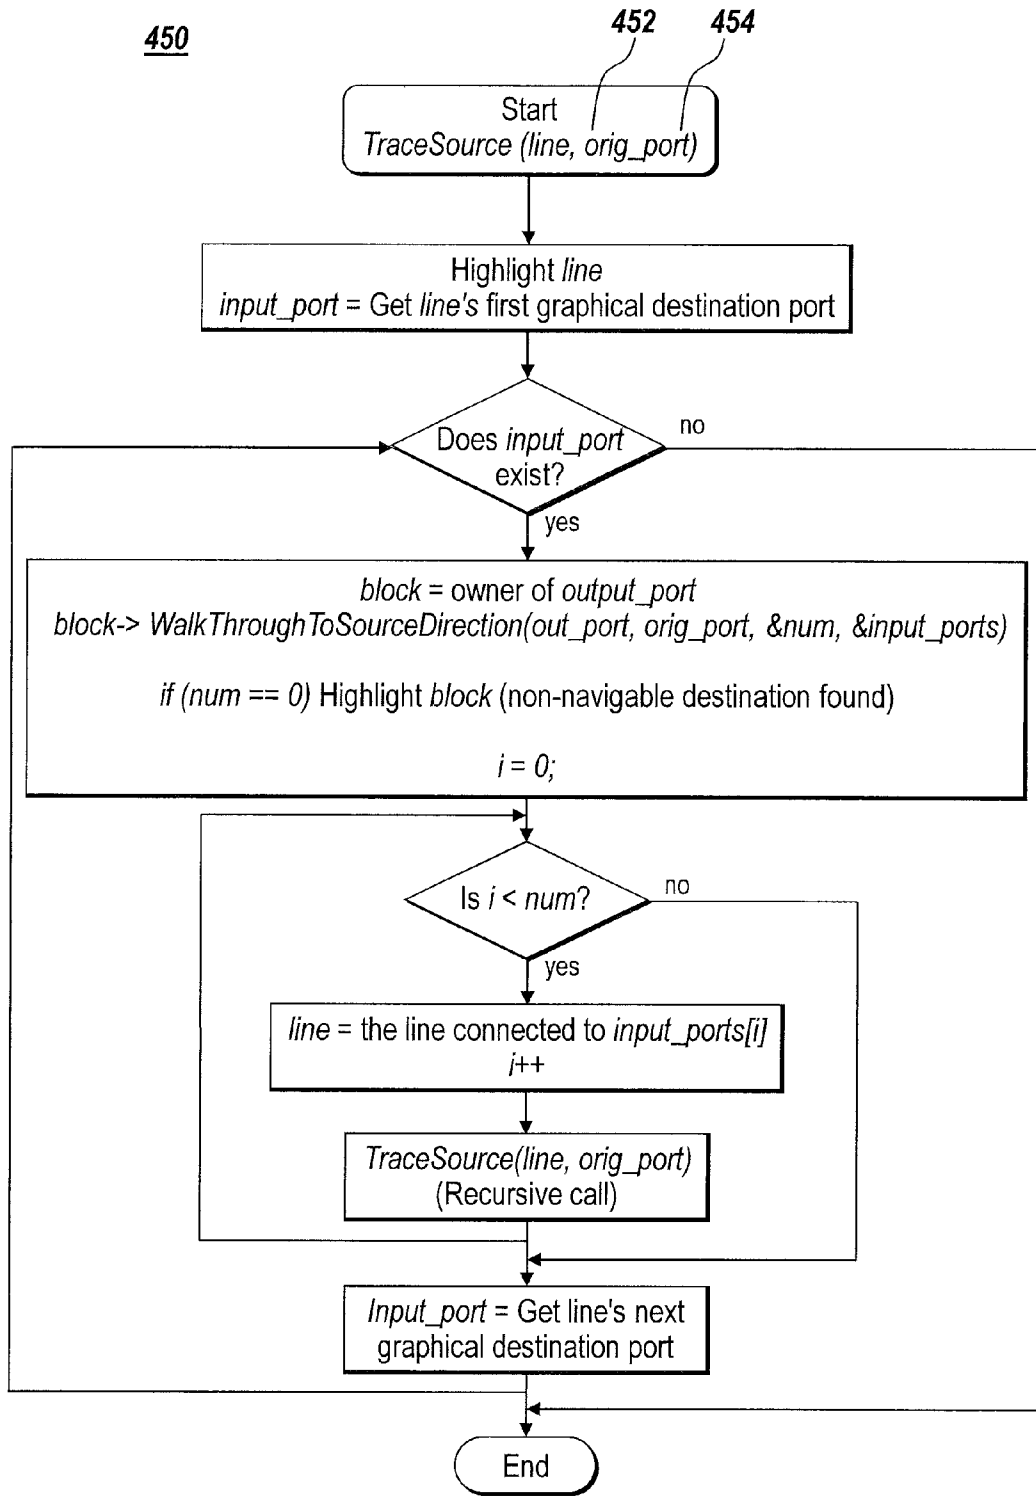 450
452
454
Start
TraceSource (line, orig_port)
Highlight line
input_port = Get line's first graphical destination port
Does input_port
exist?
no
yes
block = owner of output_port
block-> WalkThroughToSourceDirection(out_port, orig_port, &num, &input_ports)
if (num == 0) Highlight block (non-navigable destination found)
i = 0;
Is i < num?
no
yes
line = the line connected to input_ports[i]
i++
TraceSource(line, orig_port)
(Recursive call)
Input_port = Get line's next
graphical destination port
End